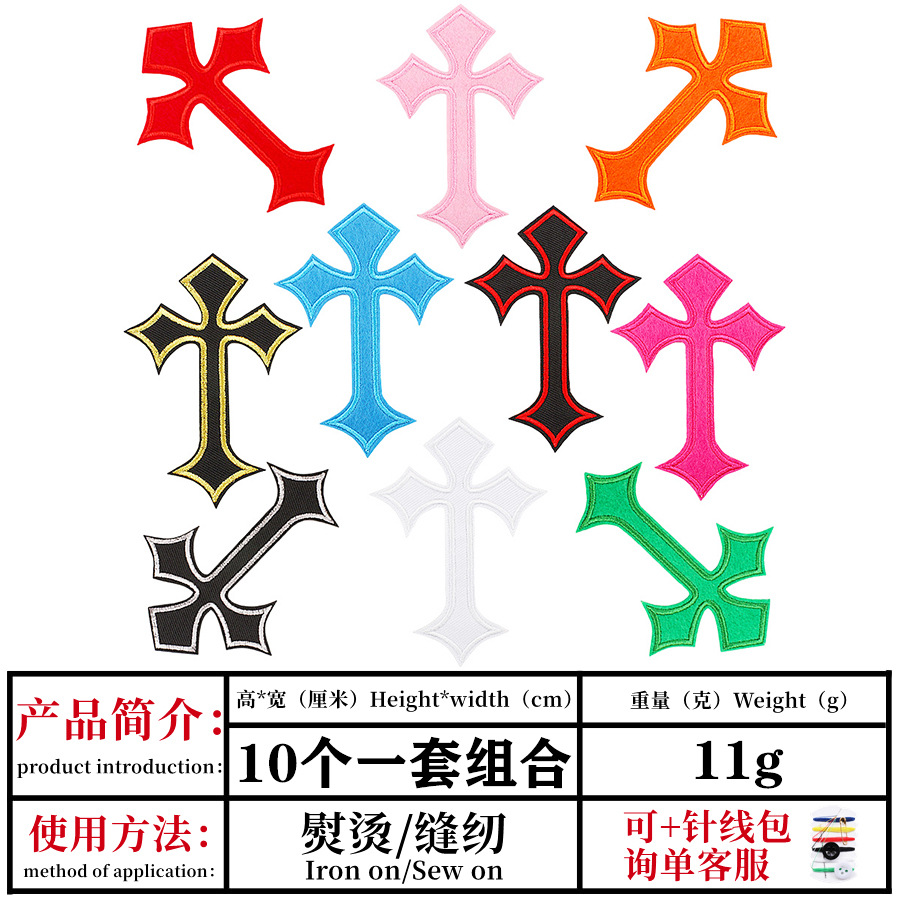 产品简介：
product introduction：
高*宽（厘米）Height*width（cm）
重量（克）Weight（g）
10个一套组合
11g
使用方法：
method of application：
熨烫/缝纫
Iron on/Sew on
可+针线包
询单客服